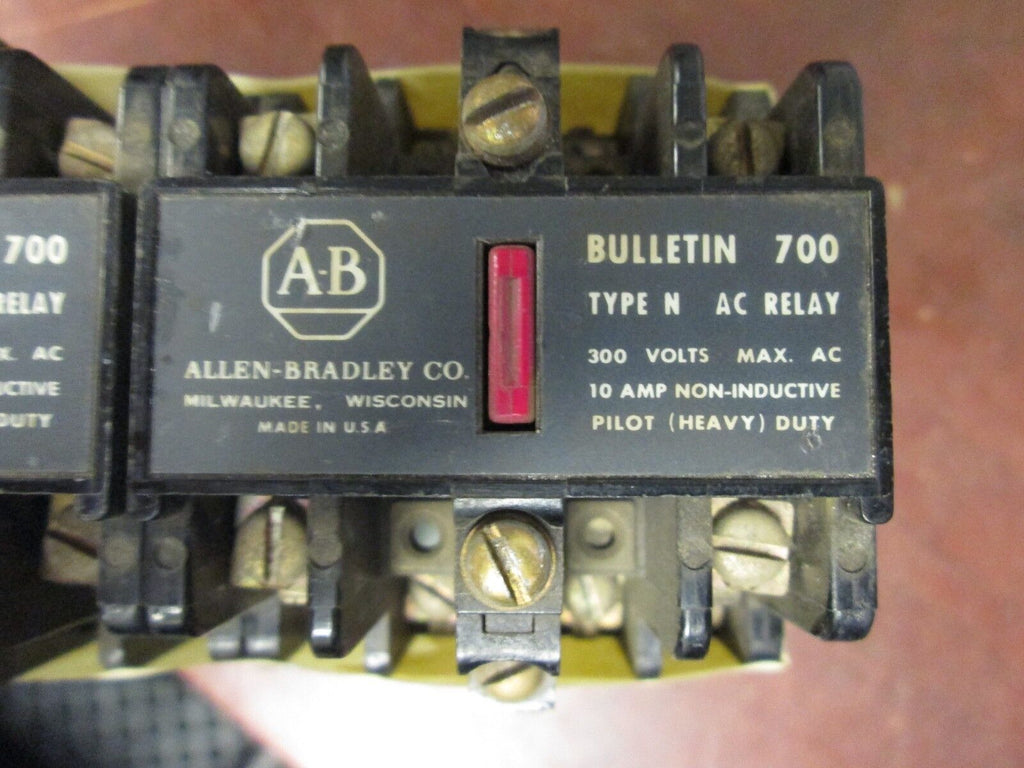 700
RELAY
X. AC
UCTIVE
DUTY
A-B
ALLEN-BRADLEY CO.
MILWAUKEE, WISCONSIN
MADE IN U.S.A
BULLETIN 700
TYPE N AC RELAY
300 VOLTS MAX. AC
10 AMP NON-INDUCTIVE
PILOT (HEAVY) DUTY